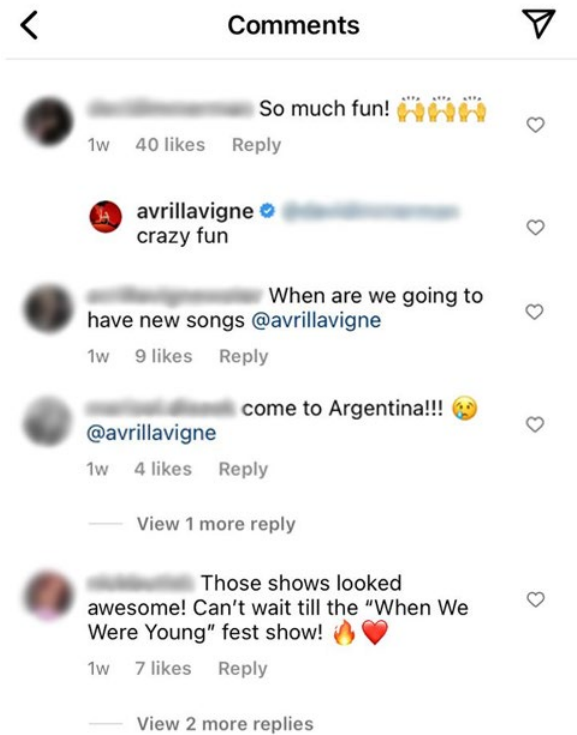 Comments
So much fun! 🙌🙌🙌
1w 40 likes Reply
avrillavigne
crazy fun
When are we going to
have new songs @avrillavigne
1w 9 likes Reply
come to Argentina!!! 😢
@avrillavigne
1w 4 likes Reply
View 1 more reply
Those shows looked
awesome! Can't wait till the “When We
Were Young” fest show! 🔥❤️
1w 7 likes Reply
View 2 more replies